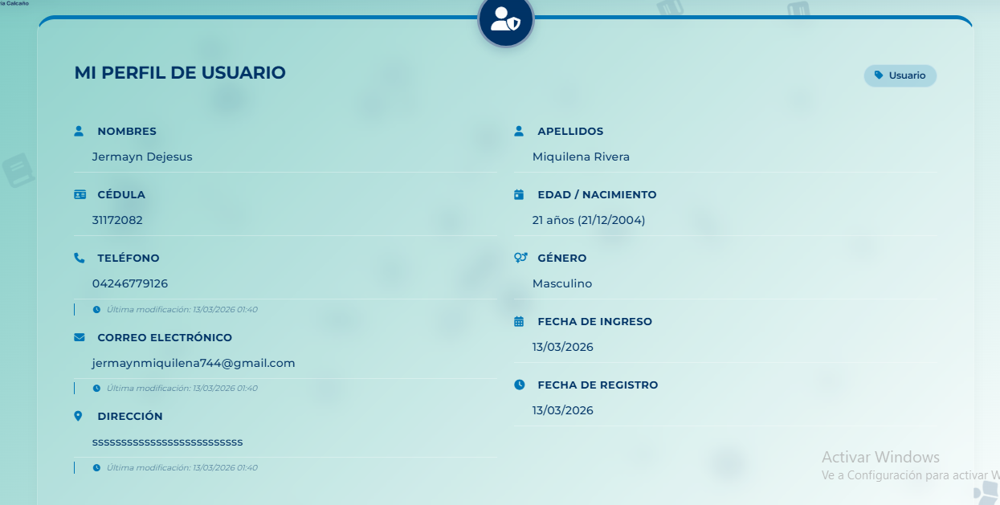 ria Calcaño
MI PERFIL DE USUARIO
Usuario
NOMBRES
Jermayn Dejesus
APELLIDOS
Miquilena Rivera
CÉDULA
31172082
EDAD / NACIMIENTO
21 años (21/12/2004)
TELÉFONO
04246779126
Última modificación: 13/03/2026 01:40
GÉNERO
Masculino
CORREO ELECTRÓNICO
jermaynmiquilena744@gmail.com
Última modificación: 13/03/2026 01:40
FECHA DE INGRESO
13/03/2026
DIRECCIÓN
ssssssssssssssssssssssssss
Última modificación: 13/03/2026 01:40
FECHA DE REGISTRO
13/03/2026
Activar Windows
Ve a Configuración para activar W